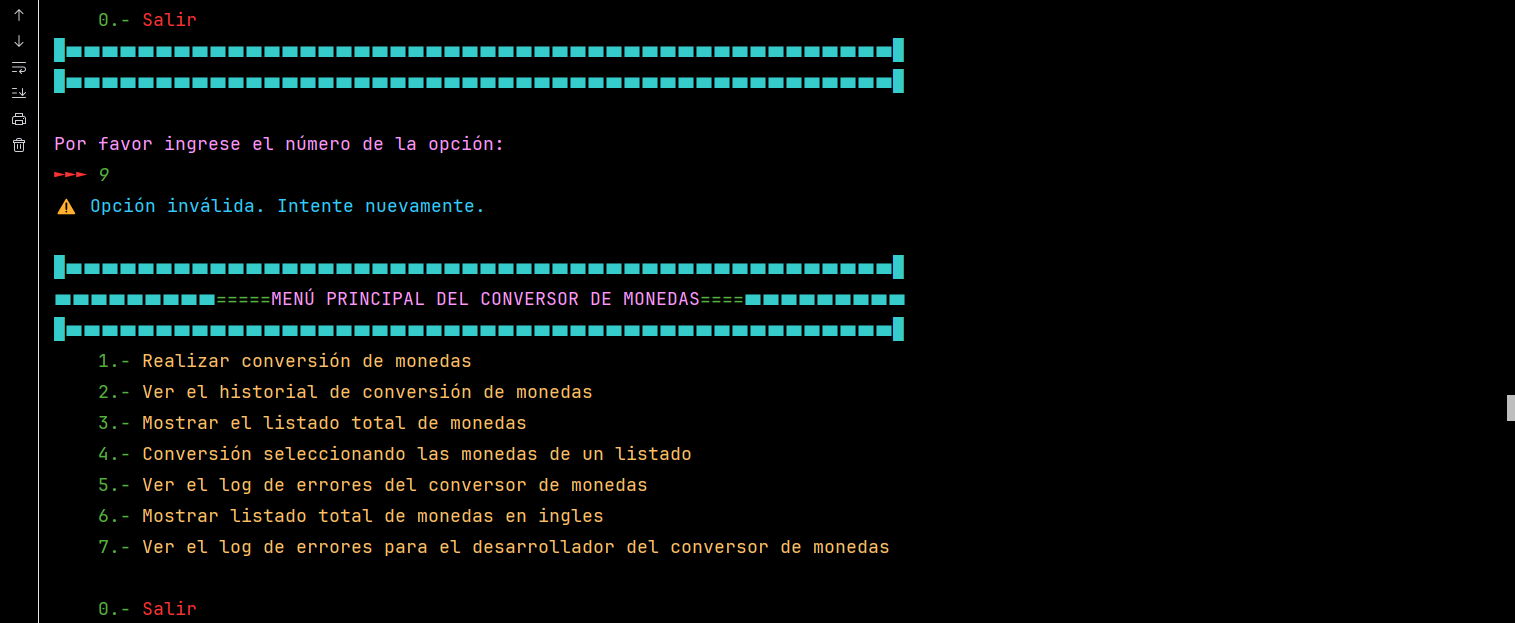 0.- Salir
Por favor ingrese el número de la opción:
►►► 9
⚠ Opción inválida. Intente nuevamente.
=====MENÚ PRINCIPAL DEL CONVERSOR DE MONEDAS====
1.- Realizar conversión de monedas
2.- Ver el historial de conversión de monedas
3.- Mostrar el listado total de monedas
4.- Conversión seleccionando las monedas de un listado
5.- Ver el log de errores del conversor de monedas
6.- Mostrar listado total de monedas en ingles
7.- Ver el log de errores para el desarrollador del conversor de monedas
0.- Salir